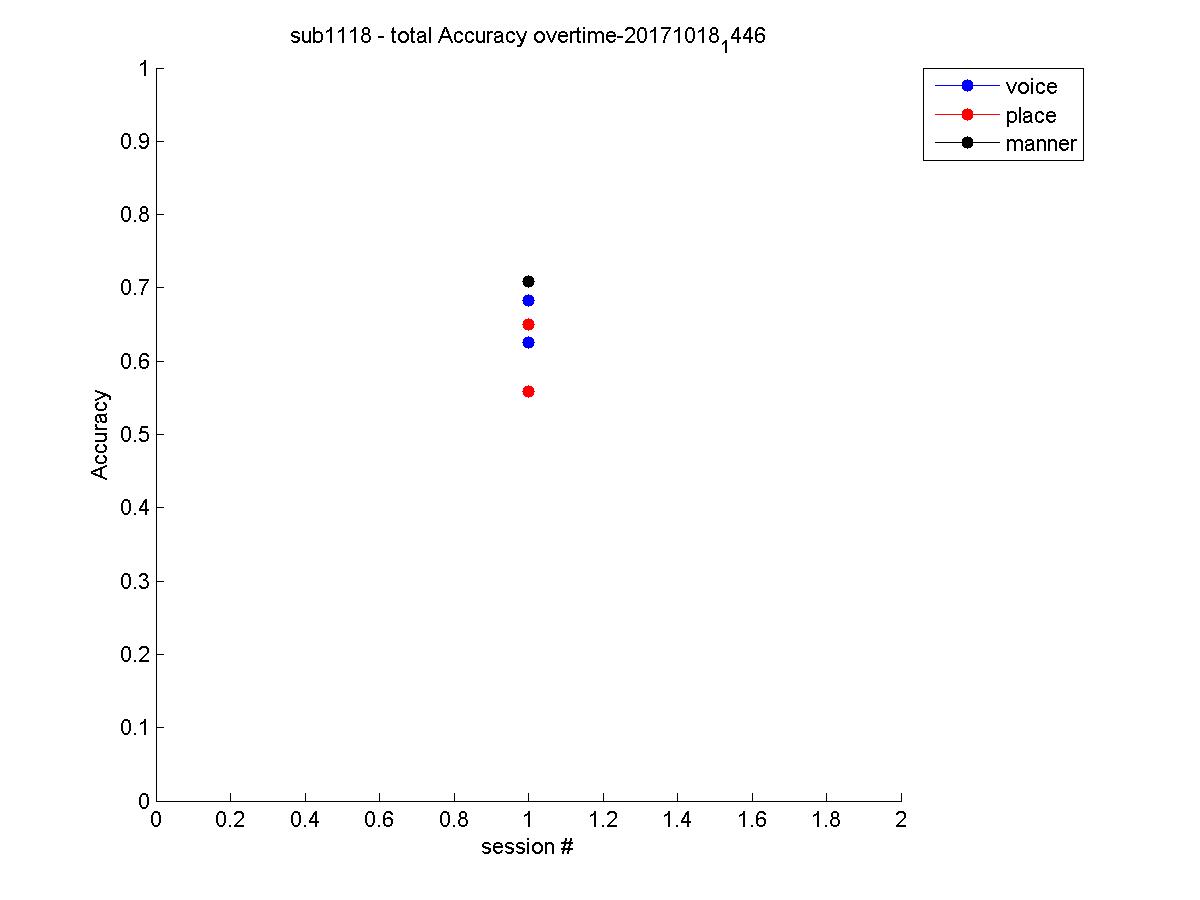 sub1118 - total Accuracy overtime-20171018₁446
voice
place
manner
1
0.9
0.8
0.7
0.6
0.5
0.4
0.3
0.2
0.1
0
Accuracy
0 0.2 0.4 0.6 0.8 1 1.2 1.4 1.6 1.8 2
session #